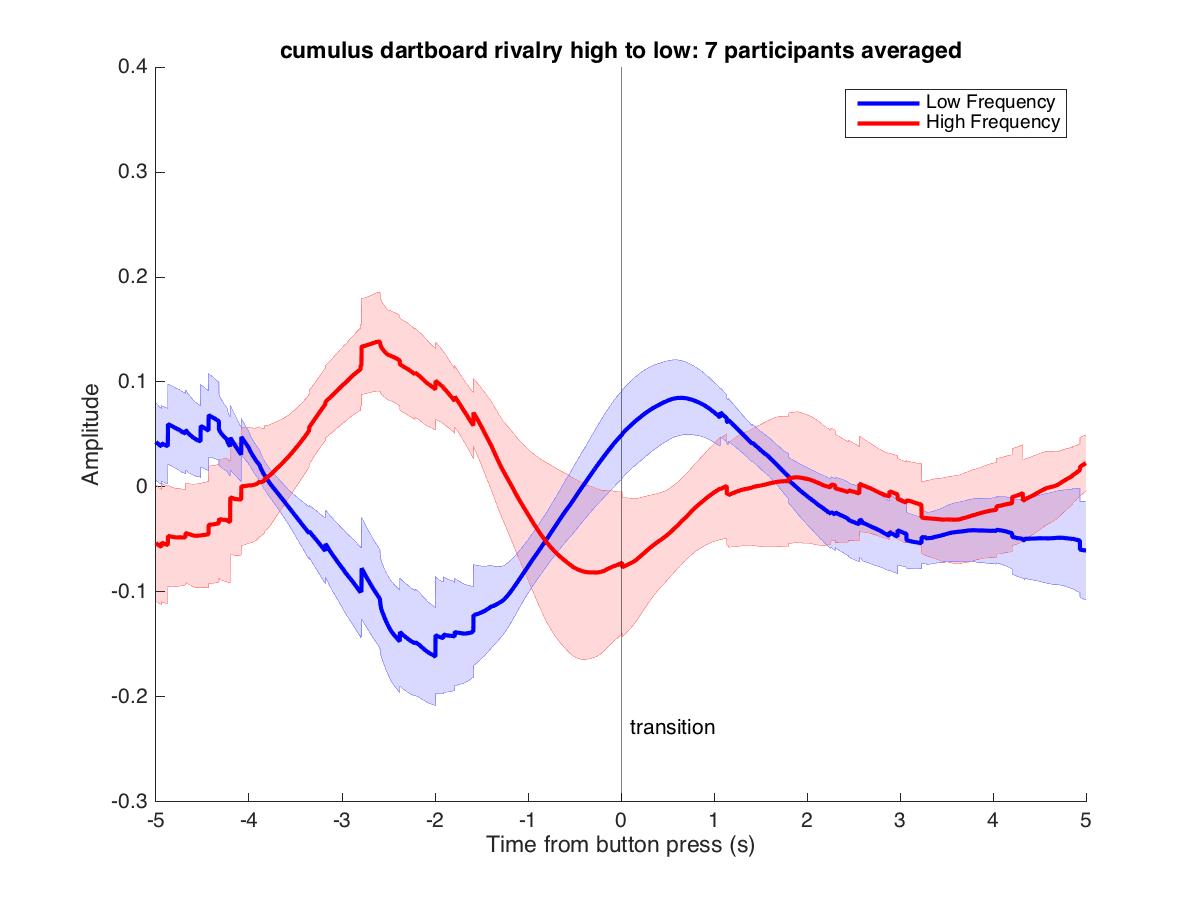 cumulus dartboard rivalry high to low: 7 participants averaged
0.4
Low Frequency
High Frequency
0.3
0.2
0.1
0
-0.1
-0.2
-0.3
Amplitude
transition
-5 -4 -3 -2 -1 0 1 2 3 4 5
Time from button press (s)